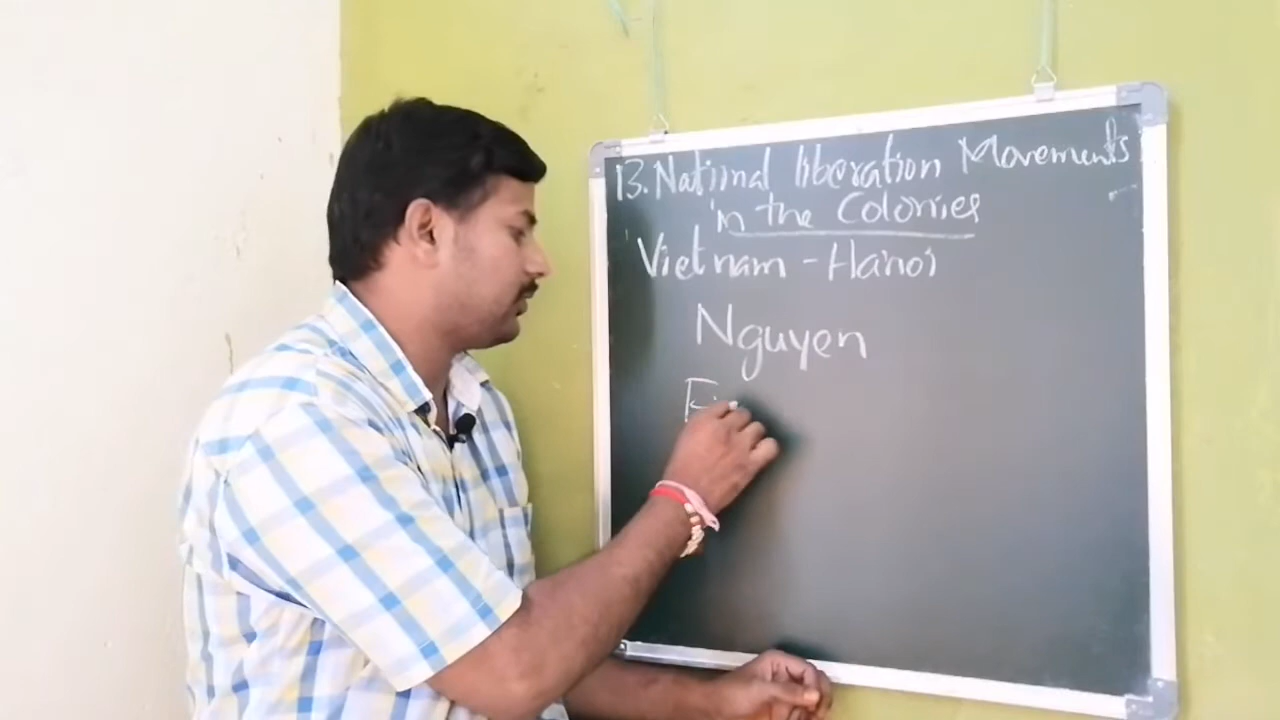 13. National liberation Movements
in the Colonies
Vietnam - Hanoi
Nguyen